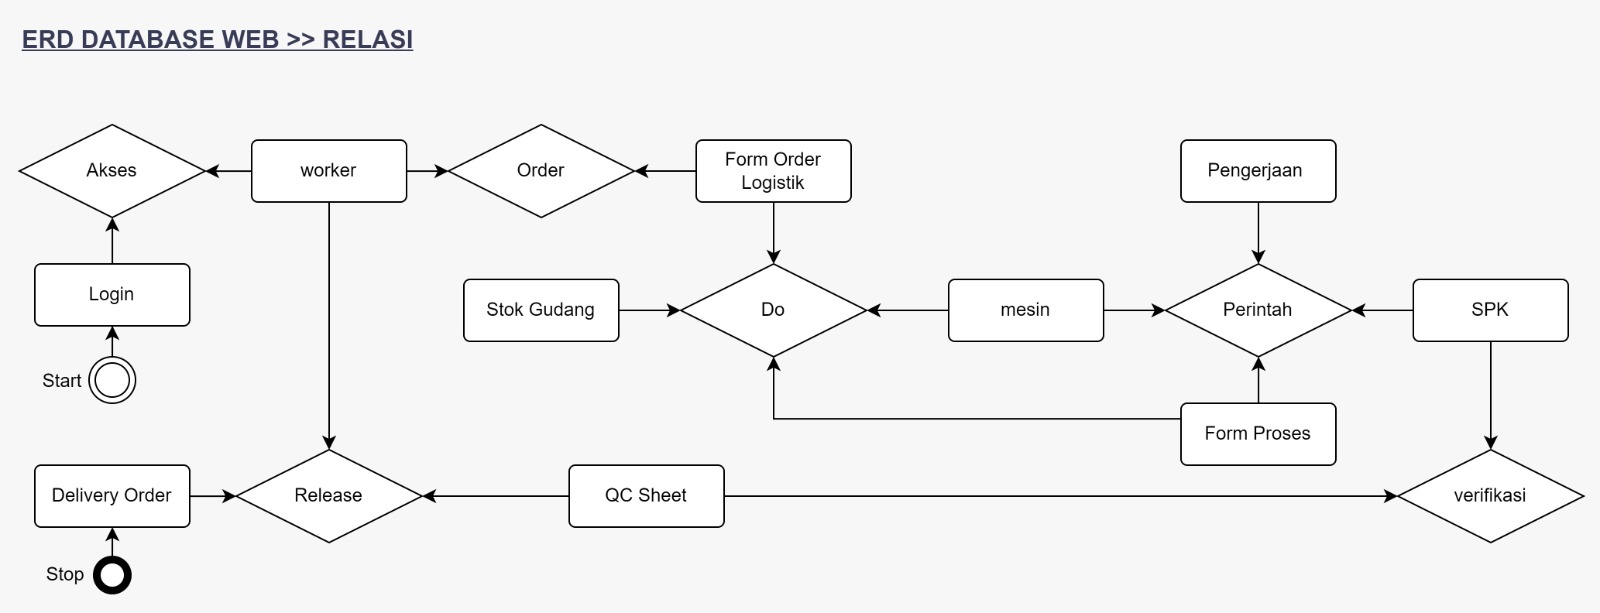 ERD DATABASE WEB >> RELASI
Akses
worker
Order
Form Order
Logistik
Pengerjaan
Login
Stok Gudang
Do
mesin
Perintah
SPK
Start
Form Proses
Delivery Order
Release
QC Sheet
verifikasi
Stop